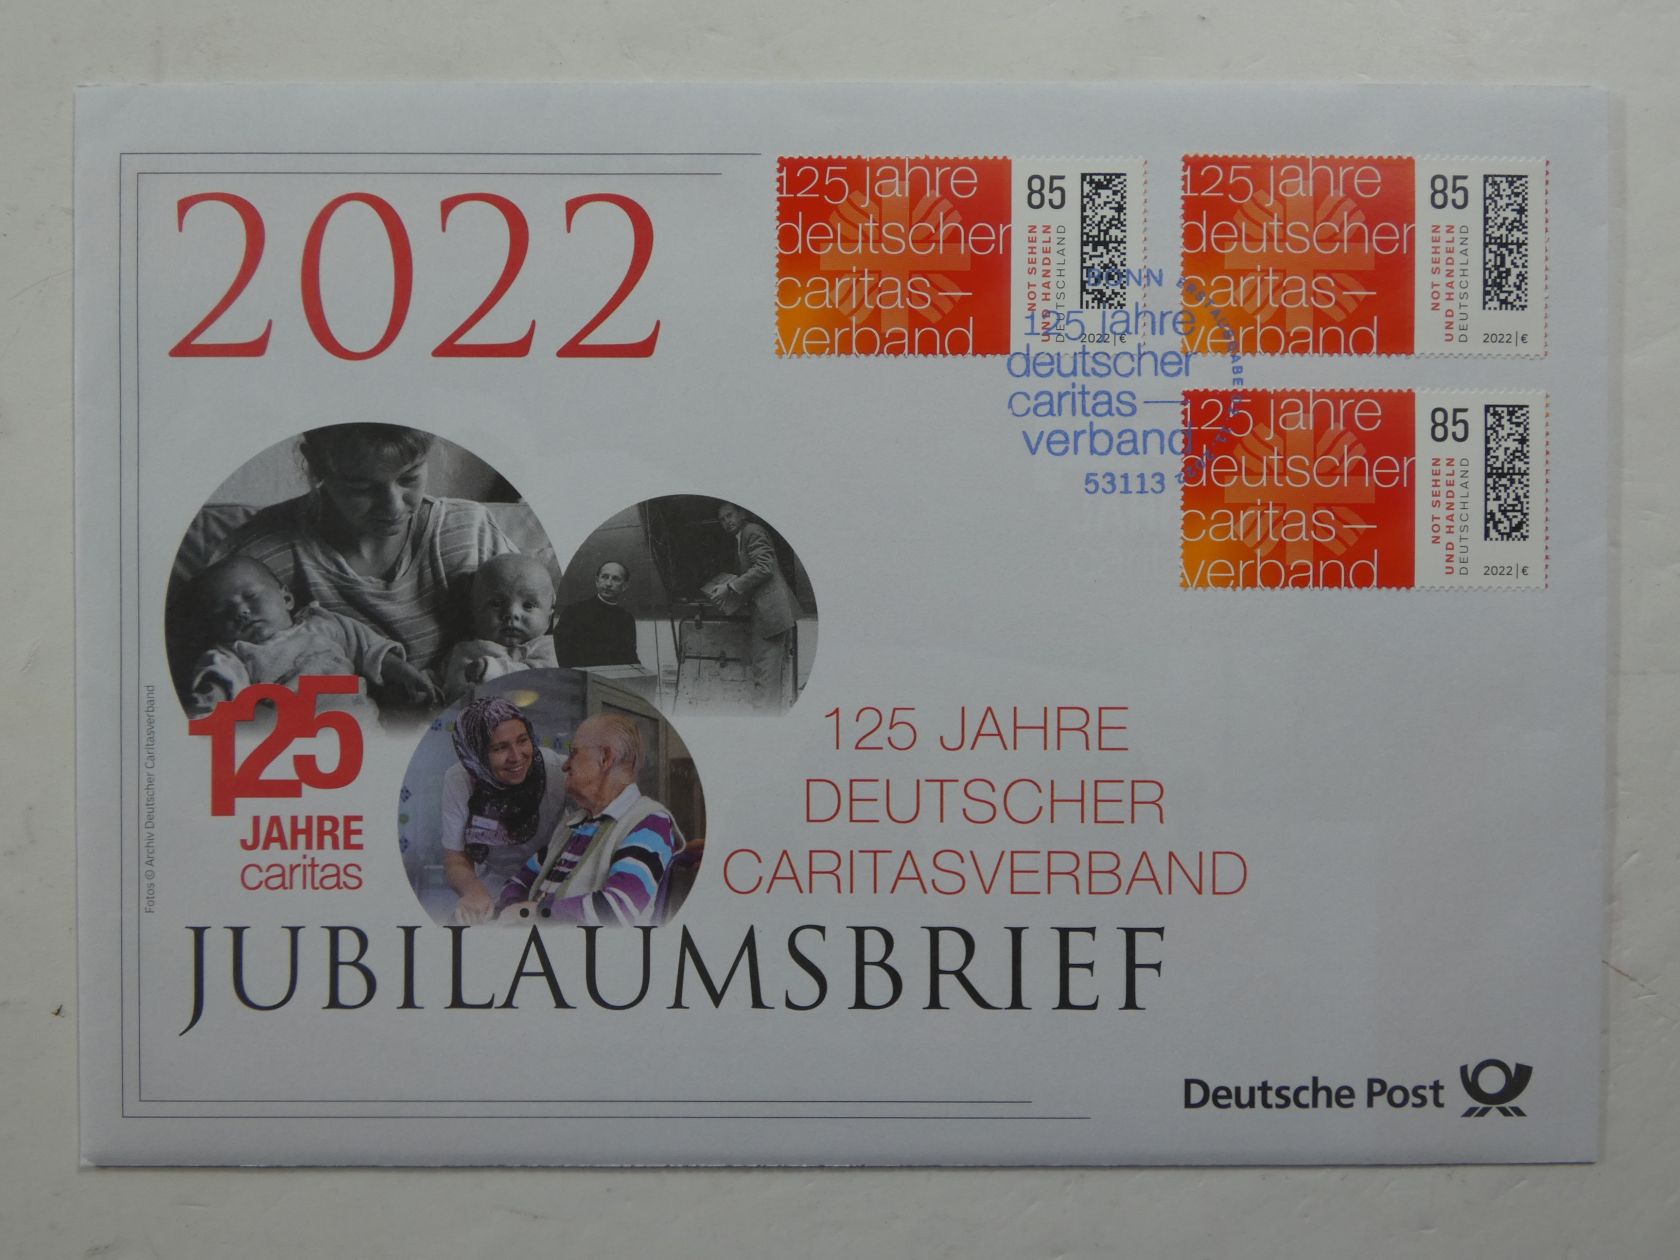 2022
125 jahre
deutscher
caritas—
verband
85
NOT SEHEN
UND HANDELN
DEUTSCHLAND
2022|€
125 jahre
deutscher
caritas—
verband
85
NOT SEHEN
UND HANDELN
DEUTSCHLAND
2022|€
BONN ERSTAUSGABE
125 jahre
deutscher
caritas—
verband
53113
125 jahre
deutscher
caritas—
verband
85
NOT SEHEN
UND HANDELN
DEUTSCHLAND
2022|€
Fotos © Archiv Deutscher Caritasverband
125
JAHRE
caritas
125 JAHRE
DEUTSCHER
CARITASVERBAND
JUBILÄUMSBRIEF
Deutsche Post